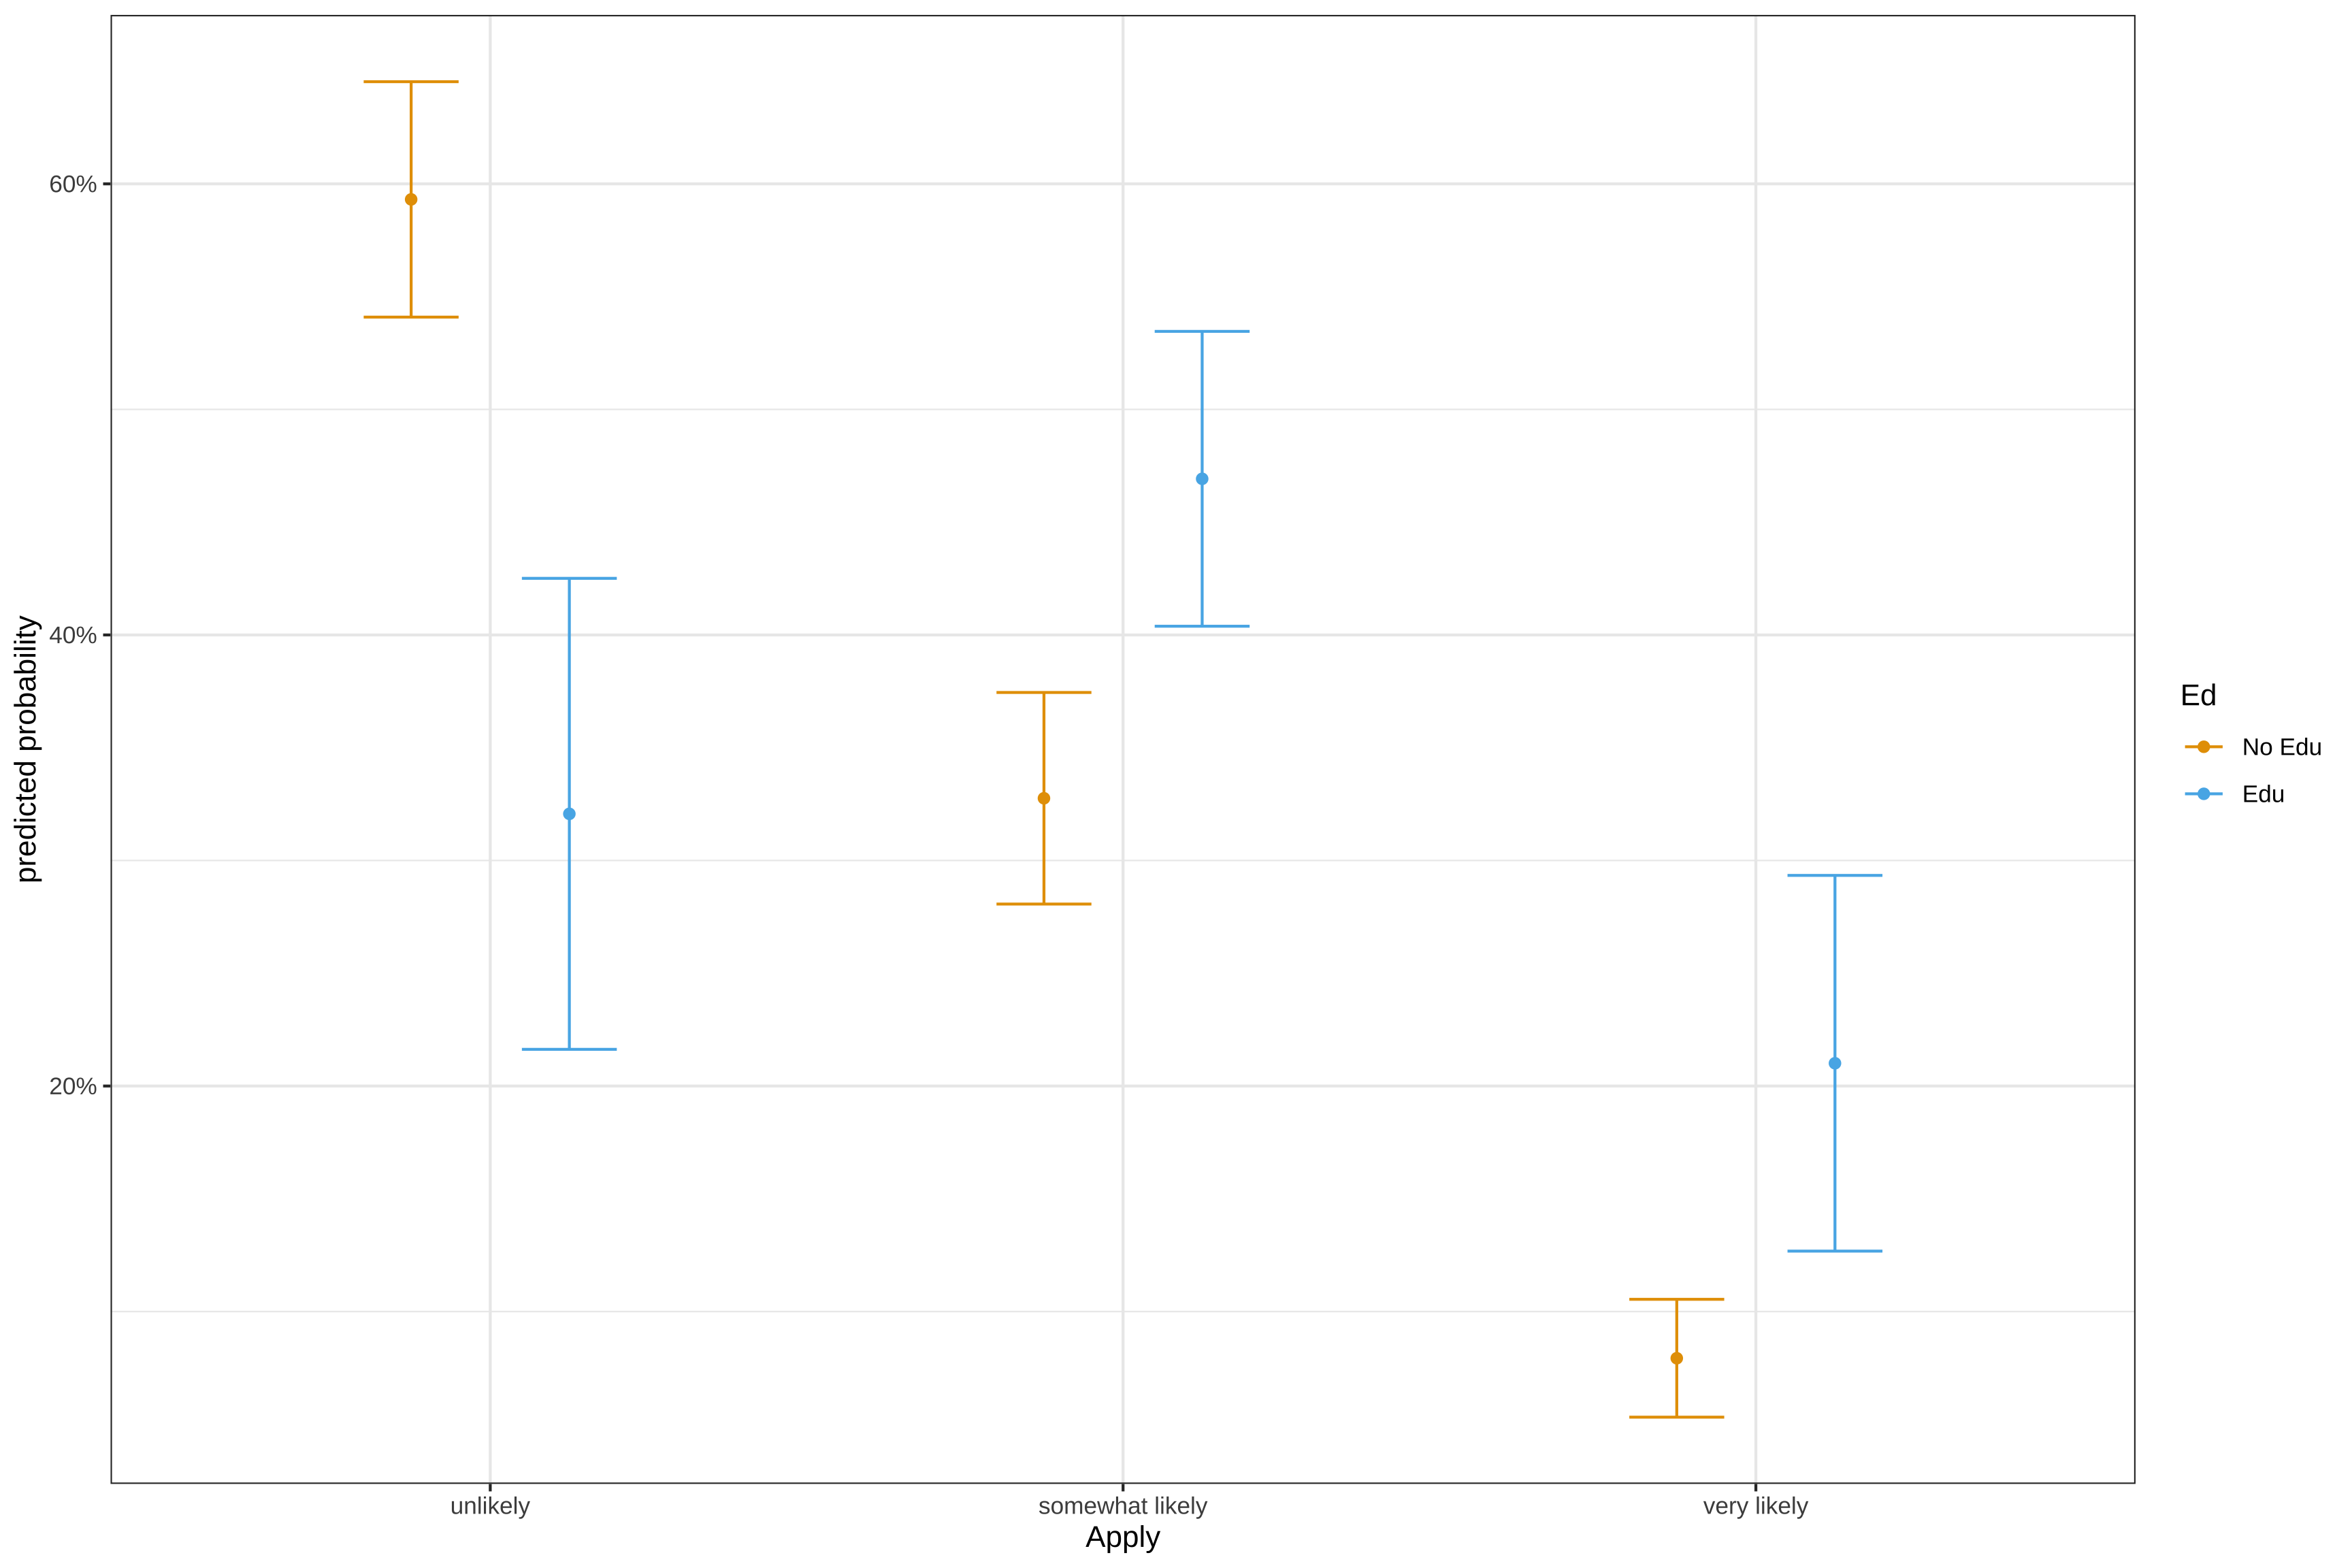 60%
40%
20%
predicted probability
unlikely
somewhat likely
very likely
Apply
Ed
No Edu
Edu